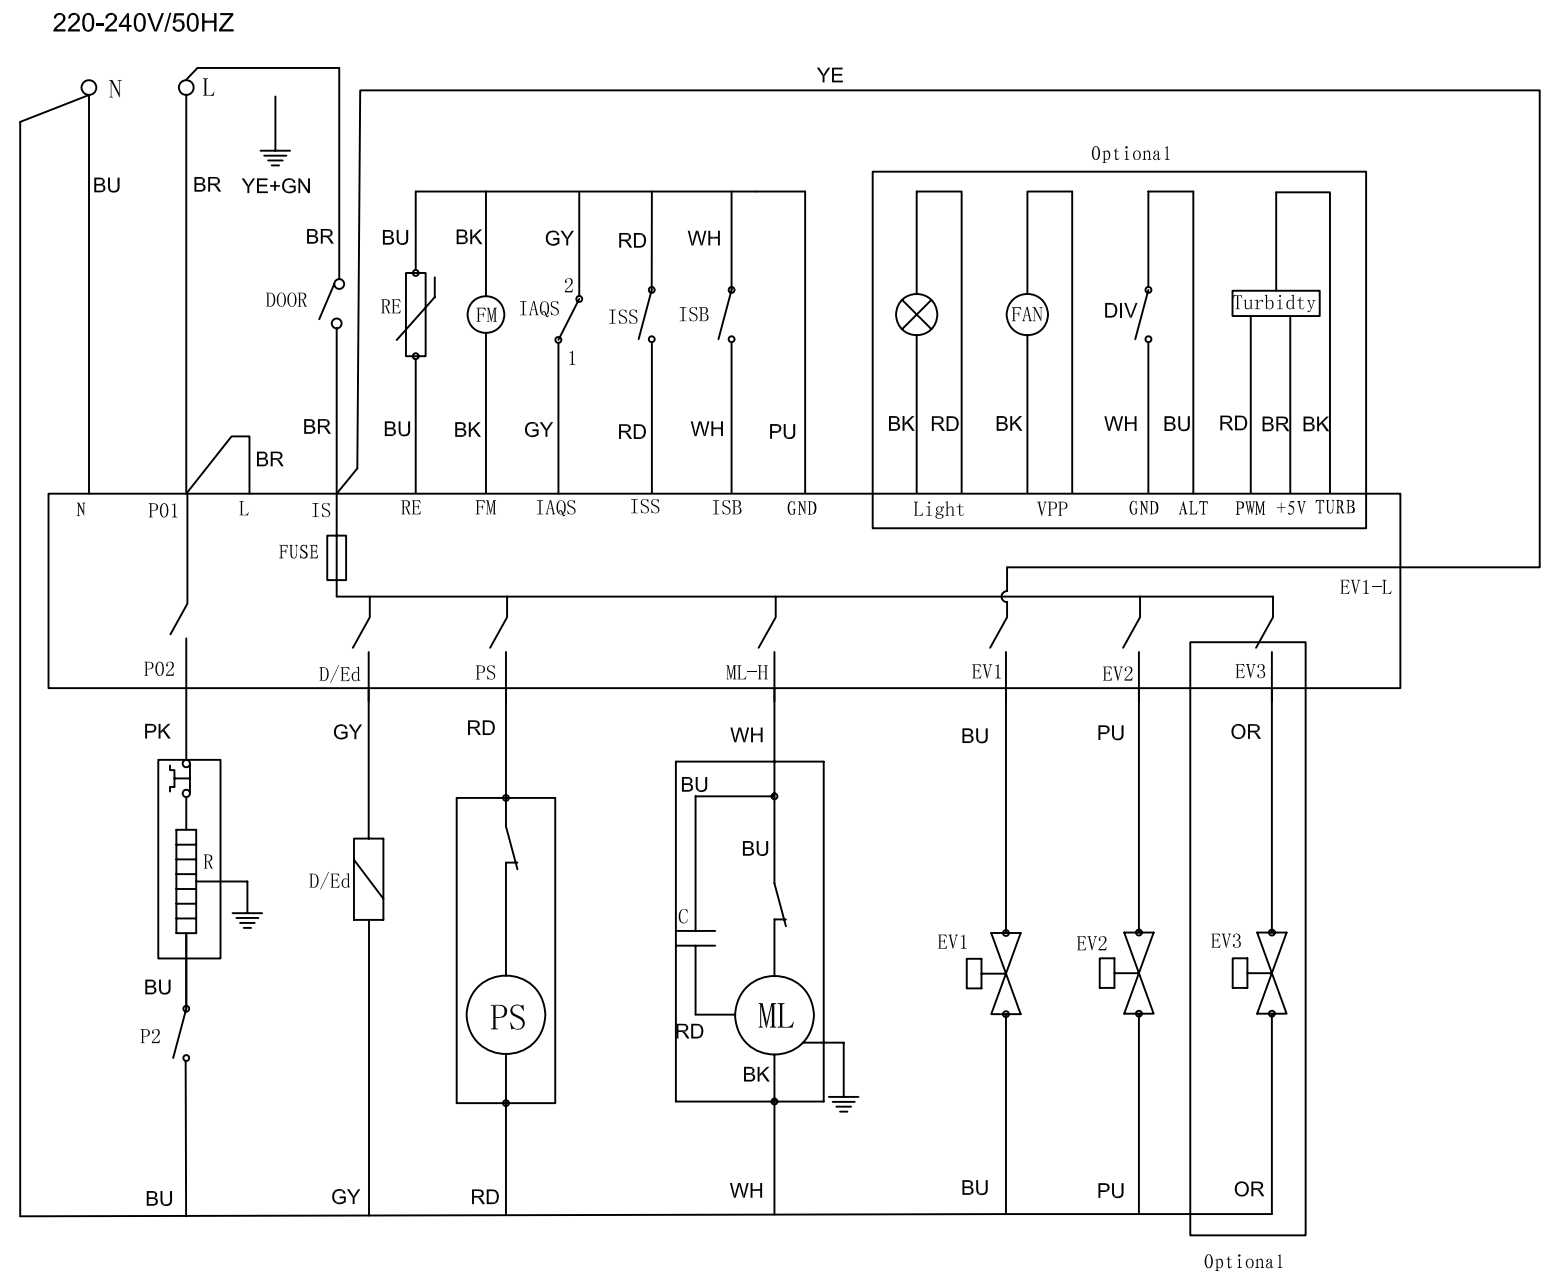 220-240V/50HZ
YE
N
L
Optional
BU
BR
YE+GN
BR
BU
BK
GY
RD
WH
DOOR
RE
FM
2
IAQS
1
ISS
ISB
FAN
DIV
Turbidty
BR
BU
BK
GY
RD
WH
PU
BK
RD
BK
WH
BU
RD
BR
BK
BR
N
P01
L
IS
RE
FM
IAQS
ISS
ISB
GND
Light
VPP
GND
ALT
PWM
+5V
TURB
FUSE
EV1-L
P02
D/Ed
PS
ML-H
EV1
EV2
EV3
PK
GY
RD
WH
BU
PU
OR
BU
BU
R
D/Ed
C
EV1
EV2
EV3
BU
P2
PS
ML
RD
BK
BU
GY
RD
WH
BU
PU
OR
Optional